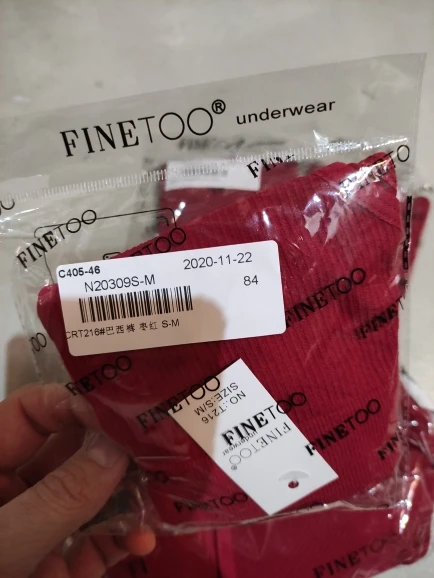 FINETOO® underwear
FINETOO
C405-46
N20309S-M
2020-11-22
84
CRT216#巴西裤 枣红 S-M
NO.:T216
SIZE:S/M
FINETOO
underwear
FINETOO
FINETOO
FINETOO
FINETOO
FINETOO
FINETOO
FINETOO